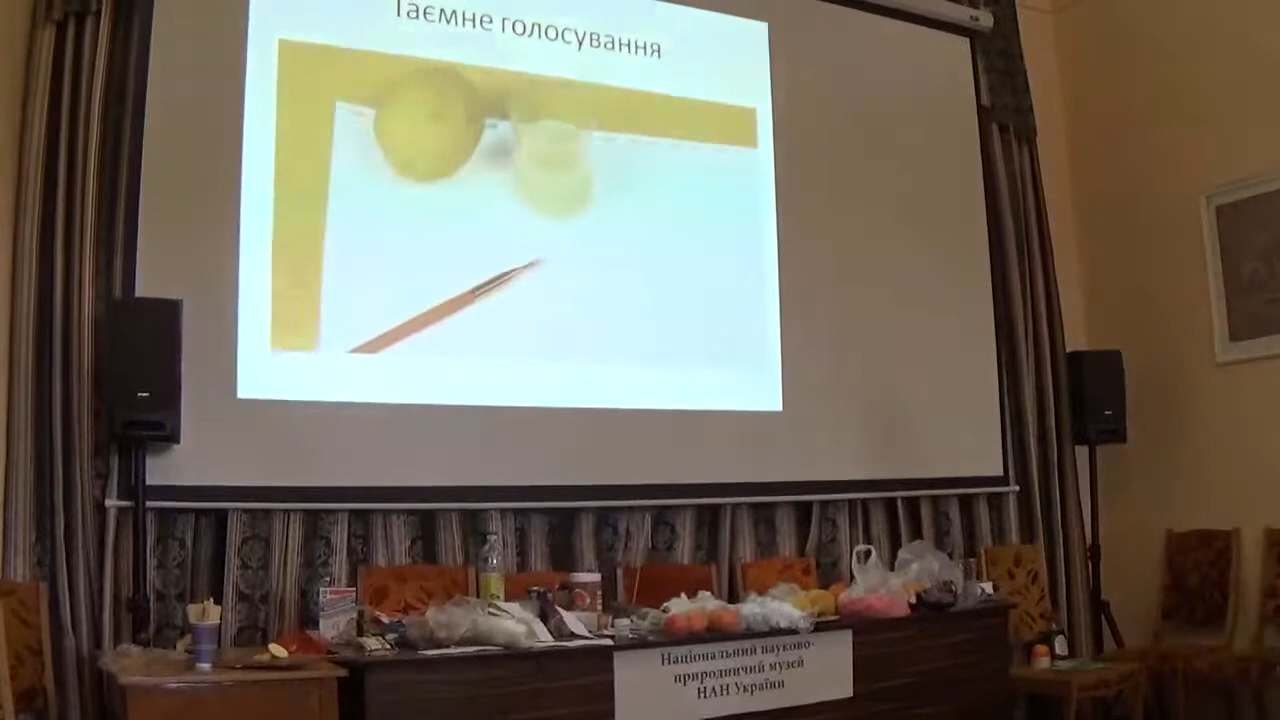 Таємне голосування
Національний науково-
природничий музей
НАН України